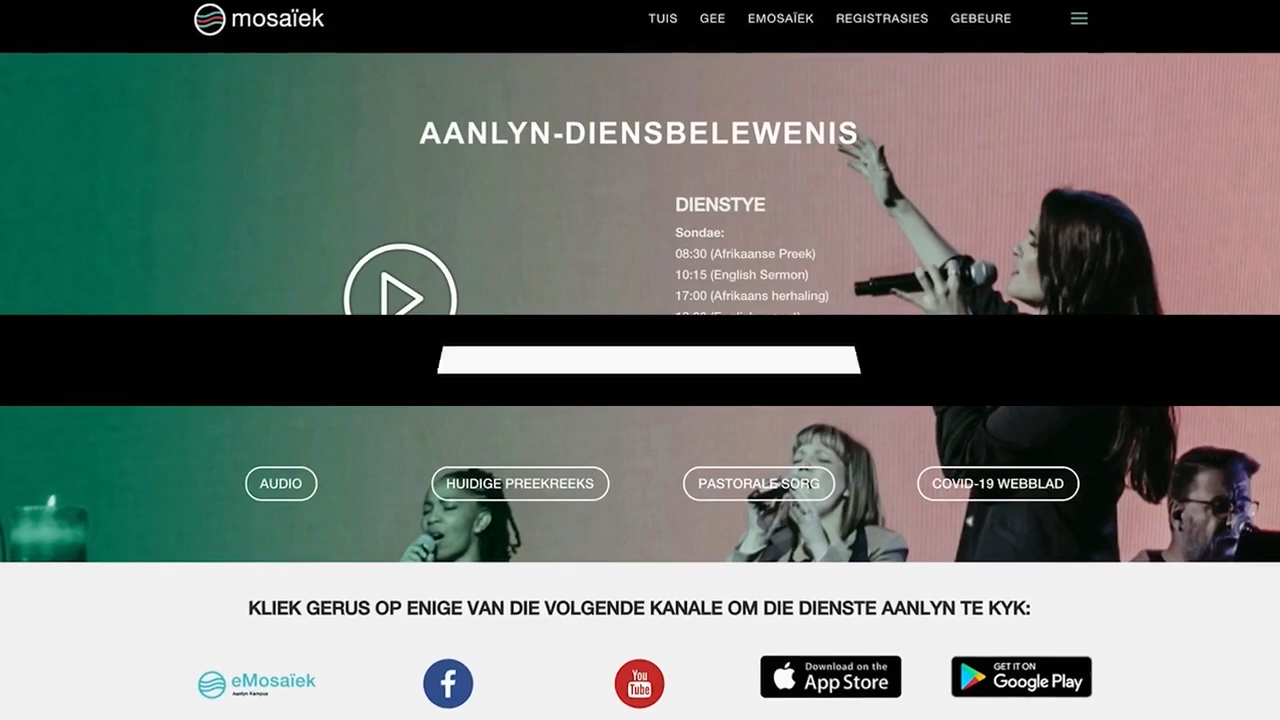 mosaïek
TUIS GEE EMOSAÏEK REGISTRASIES GEBEURE
AANLYN-DIENSBELEWENIS
DIENSTYE
Sondae:
08:30 (Afrikaanse Preek)
10:15 (English Sermon)
17:00 (Afrikaans herhaling)
AUDIO
HUIDIGE PREEKREEKS
PASTORALE SORG
COVID-19 WEBBLAD
KLIEK GERUS OP ENIGE VAN DIE VOLGENDE KANALE OM DIE DIENSTE AANLYN TE KYK:
eMosaïek
Aanlyn Kampus
f
You
Tube
Download on the
App Store
GET IT ON
Google Play